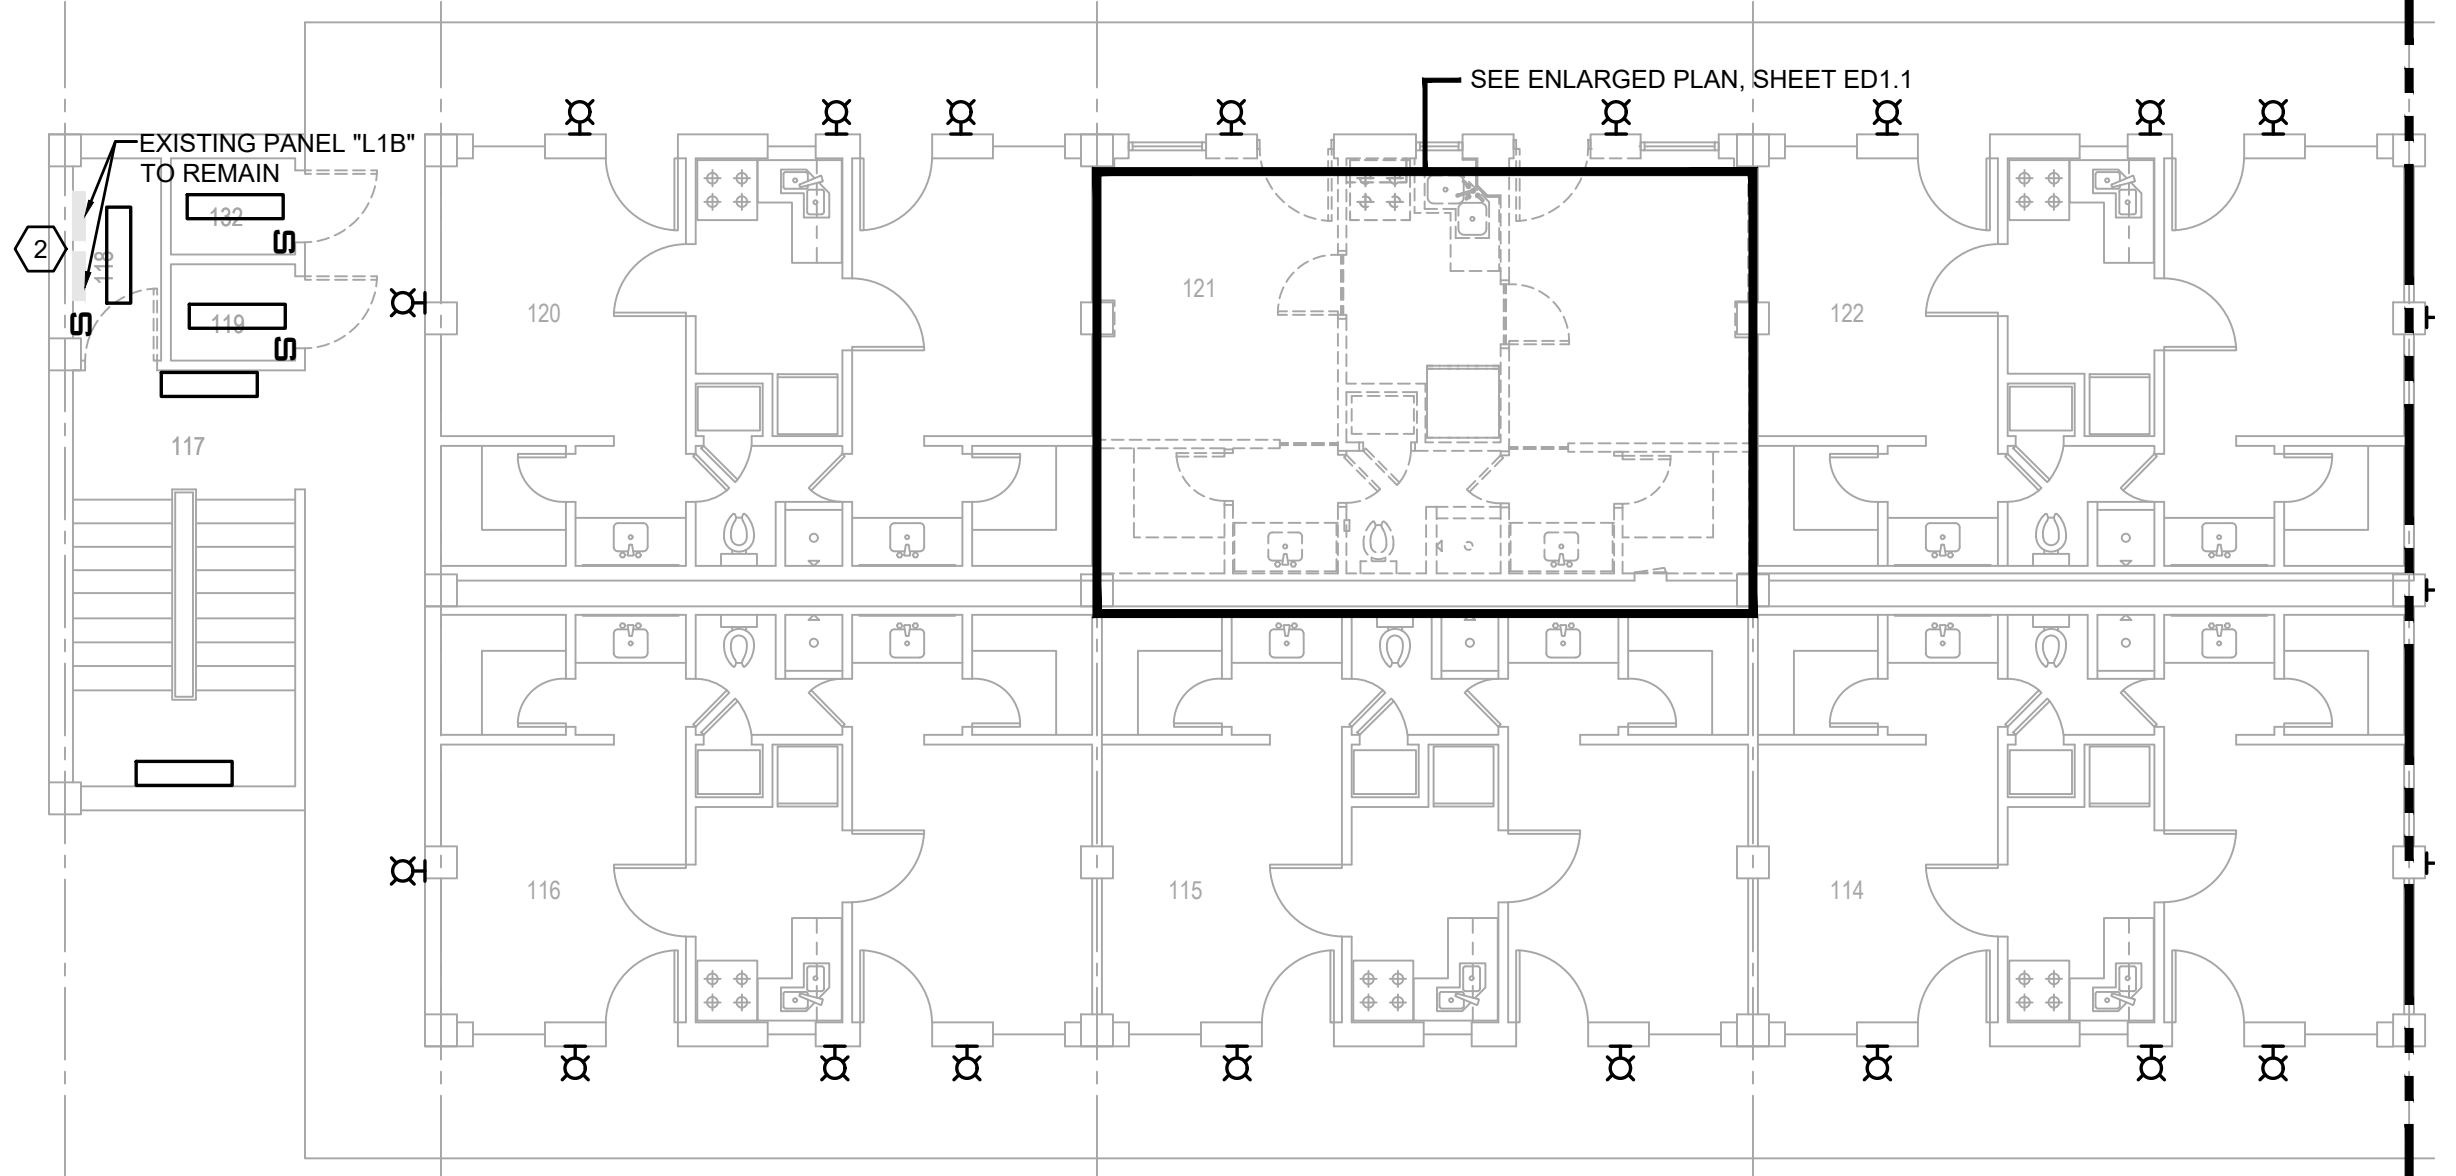 SEE ENLARGED PLAN, SHEET ED1.1
EXISTING PANEL "L1B"
TO REMAIN
132
S
2
118
119
S
S
117
120
121
122
116
115
114